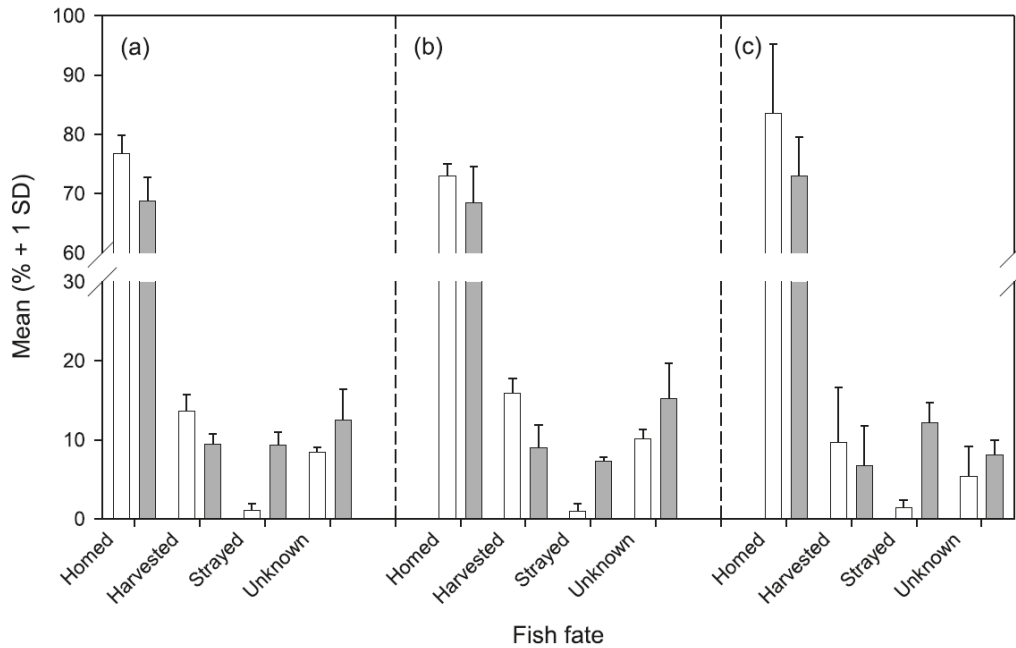 Mean (% + 1 SD)
100
90
80
70
60
30
20
10
0
(a)
(b)
(c)
Homed
Harvested
Strayed
Unknown
Homed
Harvested
Strayed
Unknown
Homed
Harvested
Strayed
Unknown
Fish fate